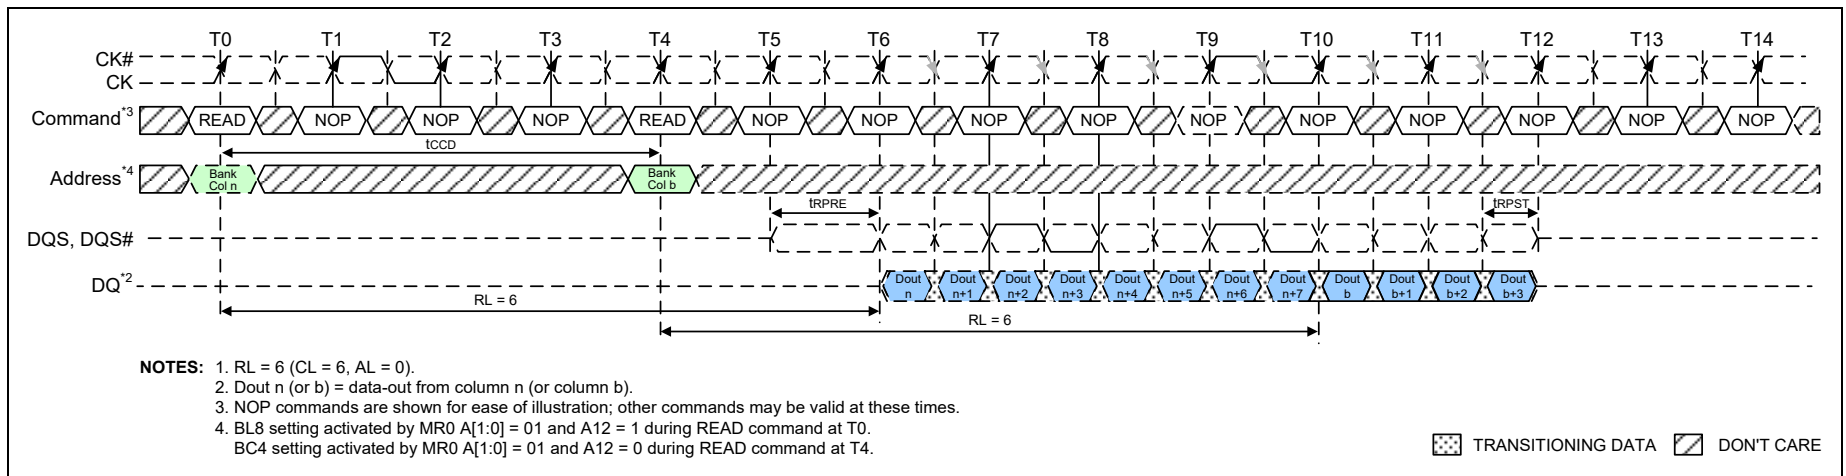 T0 T1 T2 T3 T4 T5 T6 T7 T8 T9 T10 T11 T12 T13 T14
CK#
CK
Command*3 READ NOP NOP NOP READ NOP NOP NOP NOP NOP NOP NOP NOP NOP NOP
tCCD
Address*4 Bank Col n Bank Col b
tRPRE tRPST
DQS, DQS#
DQ*2 Dout n Dout n+1 Dout n+2 Dout n+3 Dout n+4 Dout n+5 Dout n+6 Dout n+7 Dout b Dout b+1 Dout b+2 Dout b+3
RL = 6
RL = 6
NOTES: 1. RL = 6 (CL = 6, AL = 0).
2. Dout n (or b) = data-out from column n (or column b).
3. NOP commands are shown for ease of illustration; other commands may be valid at these times.
4. BL8 setting activated by MR0 A[1:0] = 01 and A12 = 1 during READ command at T0.
BC4 setting activated by MR0 A[1:0] = 01 and A12 = 0 during READ command at T4.
TRANSITIONING DATA DON'T CARE